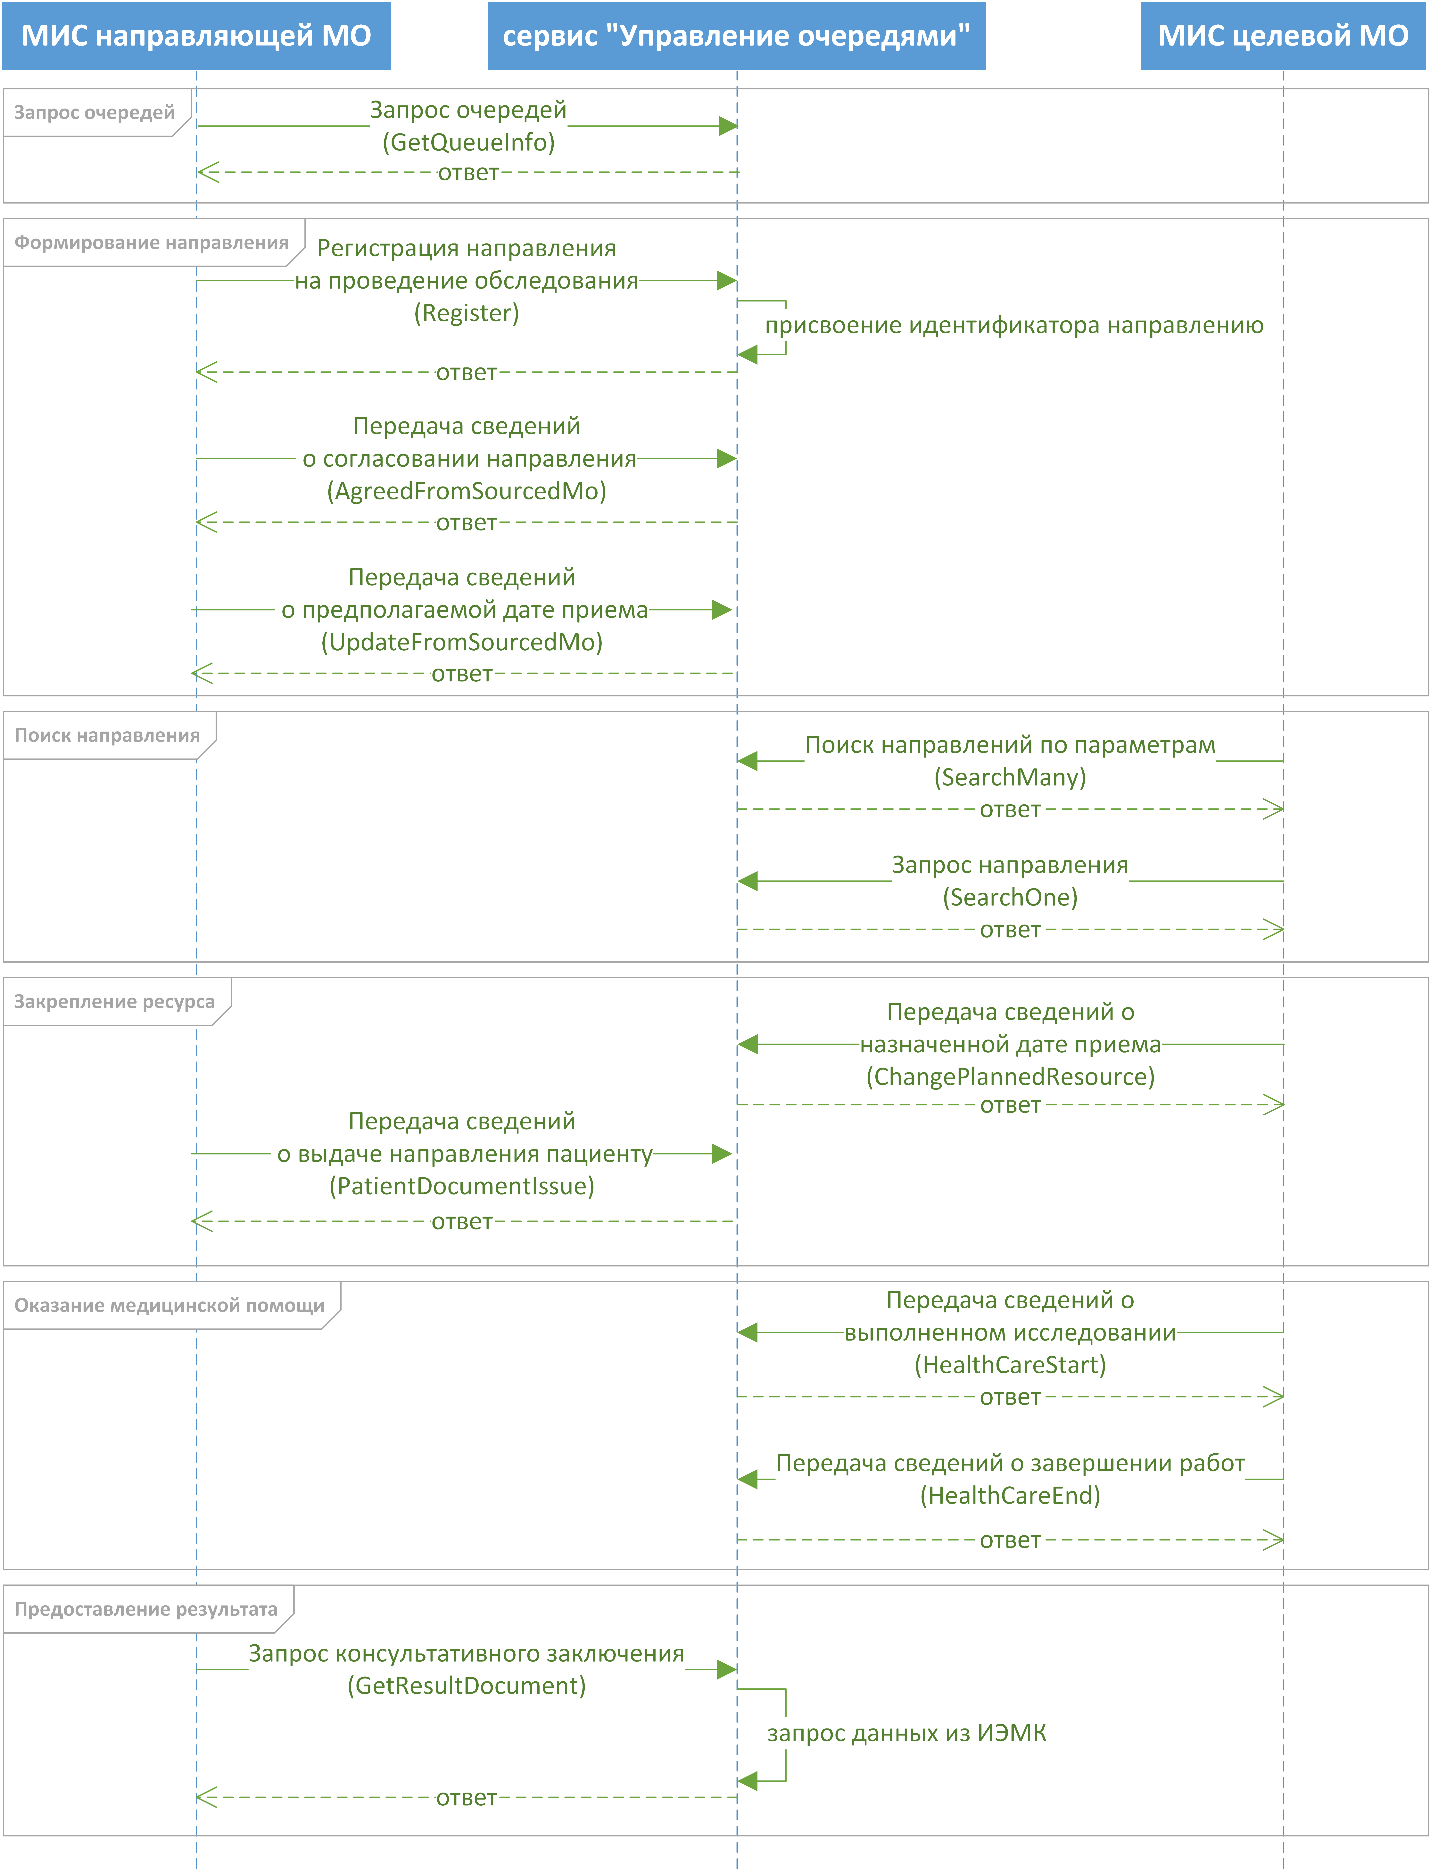 МИС направляющей МО
сервис "Управление очередями"
МИС целевой МО
Запрос очередей
Запрос очередей
(GetQueueInfo)
ответ
Формирование направления
Регистрация направления
на проведение обследования
(Register)
присвоение идентификатора направлению
ответ
Передача сведений
о согласовании направления
(AgreedFromSourcedMo)
ответ
Передача сведений
о предполагаемой дате приема
(UpdateFromSourcedMo)
ответ
Поиск направления
Поиск направлений по параметрам
(SearchMany)
ответ
Запрос направления
(SearchOne)
ответ
Закрепление ресурса
Передача сведений о
назначенной дате приема
(ChangePlannedResource)
ответ
Передача сведений
о выдаче направления пациенту
(PatientDocumentIssue)
ответ
Оказание медицинской помощи
Передача сведений о
выполненном исследовании
(HealthCareStart)
ответ
Передача сведений о завершении работ
(HealthCareEnd)
ответ
Предоставление результата
Запрос консультативного заключения
(GetResultDocument)
запрос данных из ИЭМК
ответ